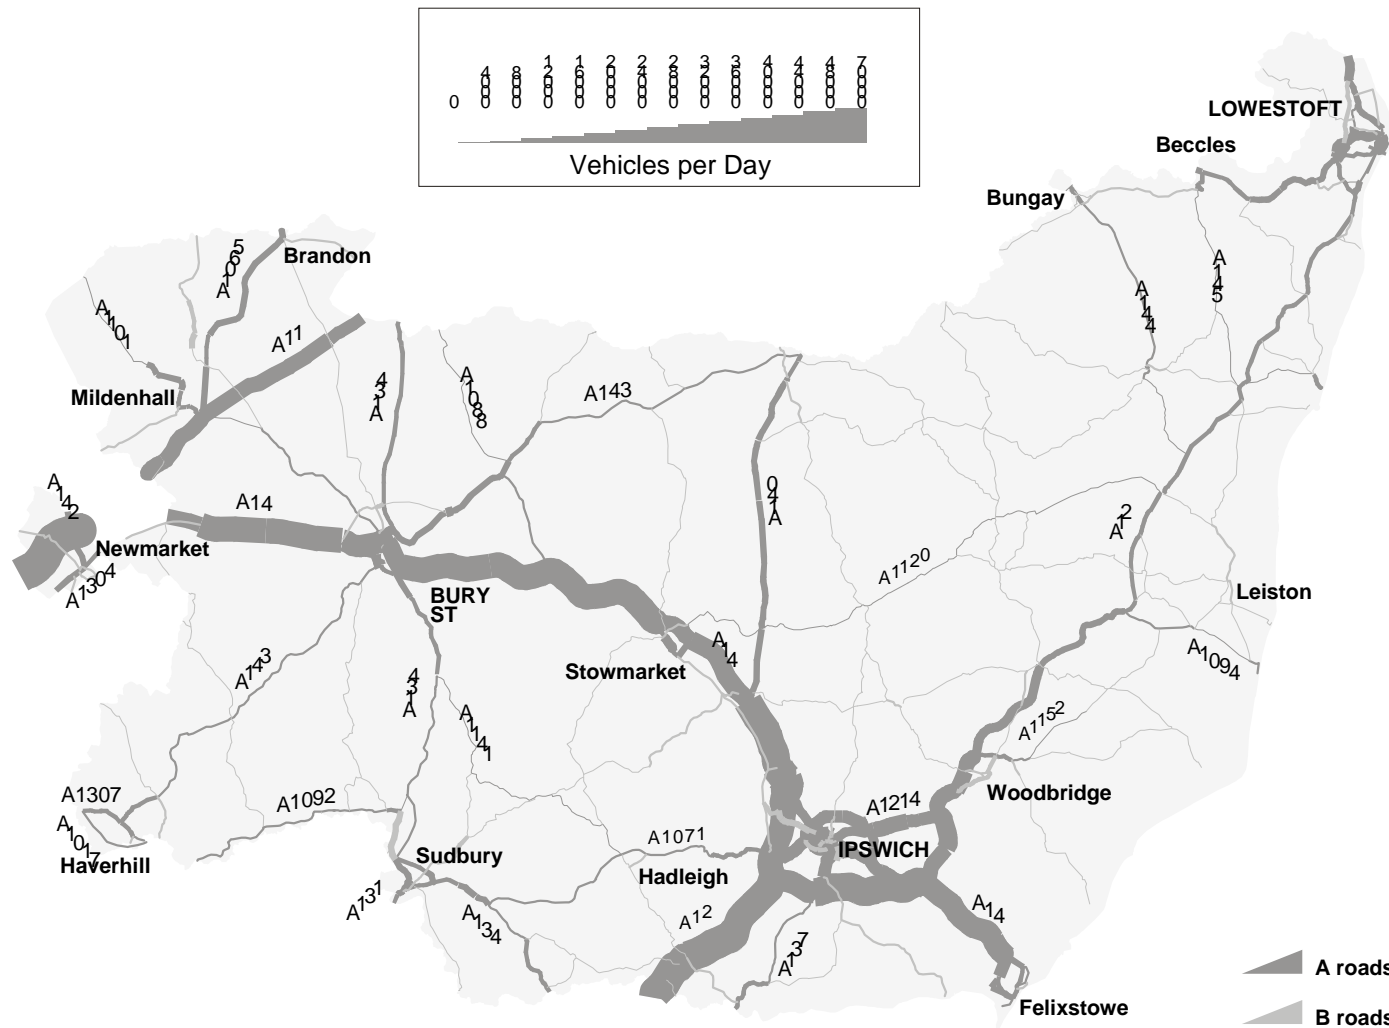 0 4000 8000 12000 16000 20000 24000 28000 32000 36000 40000 44000 48000 70000
Vehicles per Day
LOWESTOFT
Beccles
Bungay
Brandon
A1065
A145
A144
A1101
A11
Mildenhall
A134
A1088
A143
A140
A142
A14
Newmarket
A1304
A12
A1120
BURY
ST
Leiston
A14
Stowmarket
A143
A134
A1094
A1141
A1152
A1307
A1092
A1214
Woodbridge
A1017
Haverhill
Sudbury
A1071
IPSWICH
Hadleigh
A131
A134
A12
A14
A137
A roads
Felixstowe
B roads